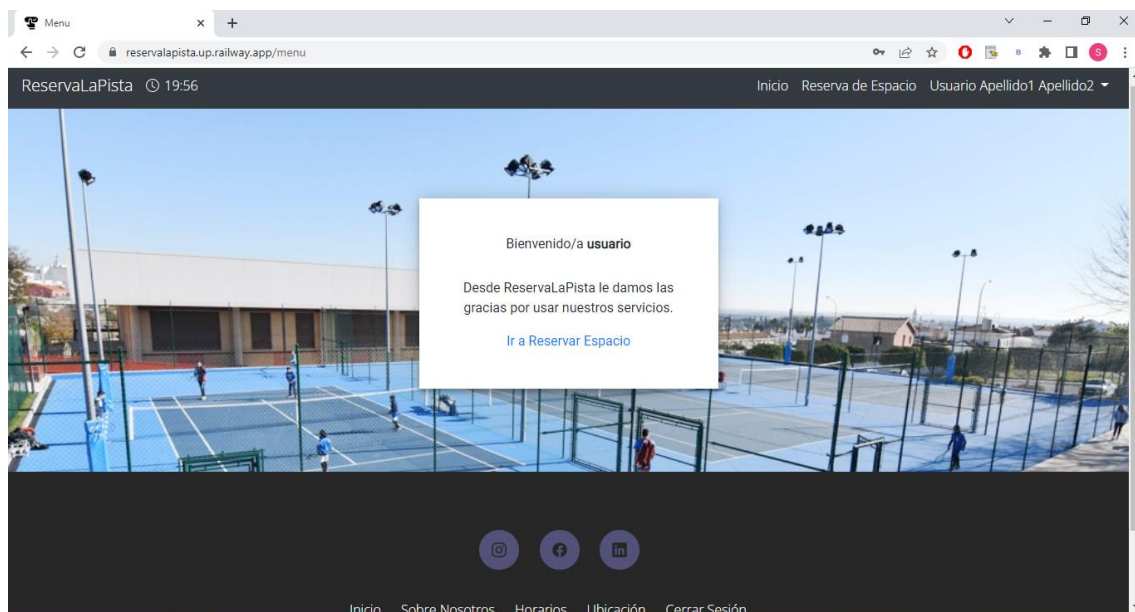 Menu
reservalapista.up.railway.app/menu
B
S
ReservaLaPista 19:56 Inicio Reserva de Espacio Usuario Apellido1 Apellido2
Bienvenido/a usuario
Desde ReservaLaPista le damos las
gracias por usar nuestros servicios.
Ir a Reservar Espacio
in
Inicio Sobre Nosotros Horarios Ubicación Cerrar Sesión